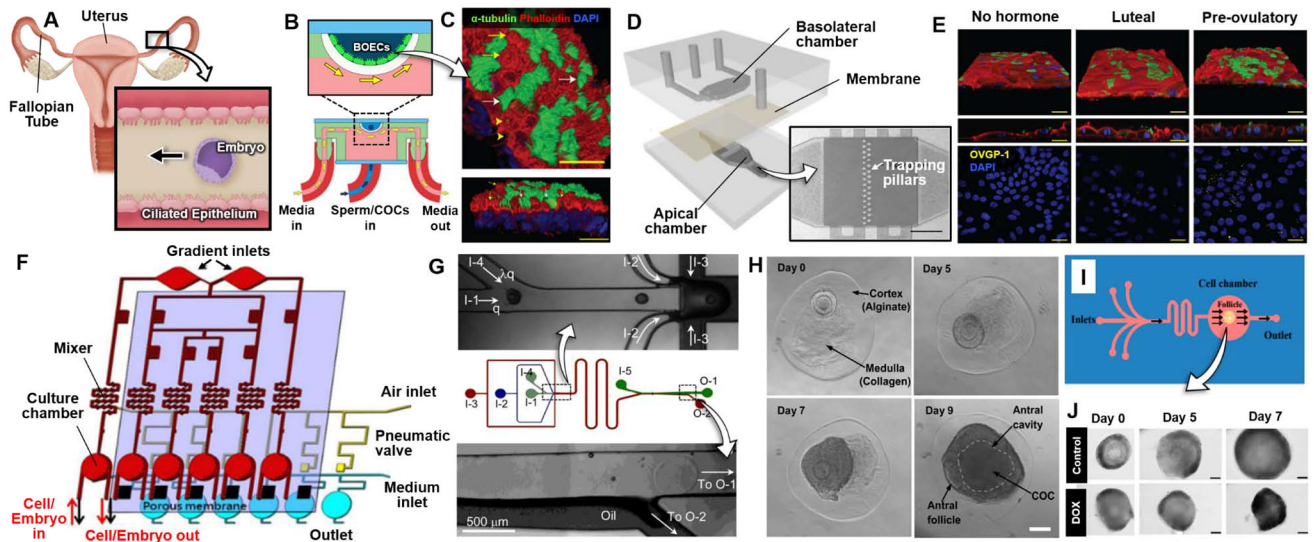 A
Uterus
Fallopian
Tube
Embryo
Ciliated Epithelium
B
BOECs
Media
in
Sperm/COCs
in
Media
out
C
α-tubulin Phalloidin DAPI
D
Basolateral
chamber
Membrane
Trapping
pillars
Apical
chamber
E
No hormone
Luteal
Pre-ovulatory
OVGP-1
DAPI
F
Gradient inlets
Mixer
Culture
chamber
Air inlet
Pneumatic
valve
Medium
inlet
Porous membrane
Cell/
Embryo
in
Cell/Embryo out
Outlet
G
I-4
λq
I-2
I-3
I-1
q
I-2
I-3
I-4
I-5
O-1
I-3
I-2
I-1
O-2
To O-1
Oil
To O-2
500 μm
H
Day 0
Cortex
(Alginate)
Medulla
(Collagen)
Day 5
Day 7
Day 9
Antral
cavity
COC
Antral
follicle
I
Cell chamber
Follicle
Inlets
Outlet
J
Day 0
Day 5
Day 7
Control
DOX